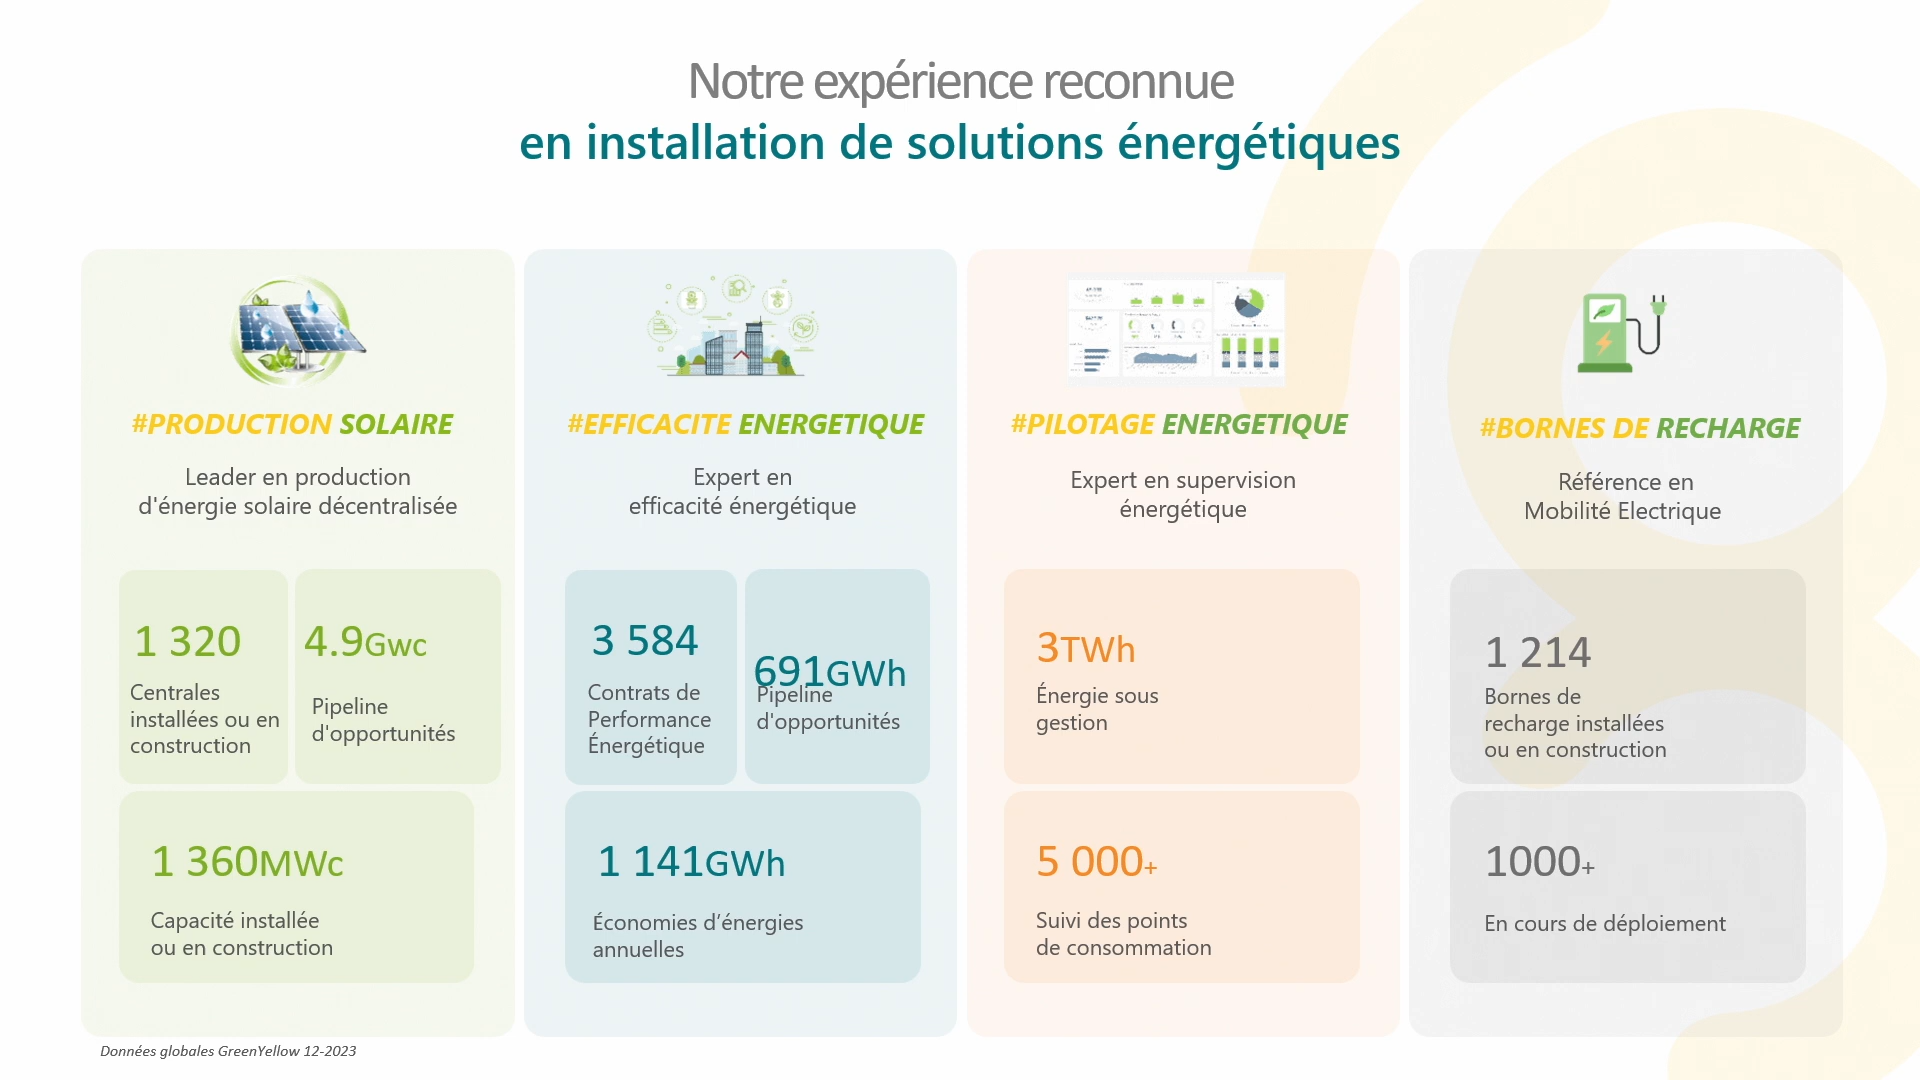 Notre expérience reconnue
en installation de solutions énergétiques
#PRODUCTION SOLAIRE
Leader en production
d'énergie solaire décentralisée
1 320
Centrales
installées ou en
construction
4.9Gwc
Pipeline
d'opportunités
1 360MWc
Capacité installée
ou en construction
#EFFICACITE ENERGETIQUE
Expert en
efficacité énergétique
3 584
Contrats de
Performance
Énergétique
691GWh
Pipeline
d'opportunités
1 141GWh
Économies d’énergies
annuelles
#PILOTAGE ENERGETIQUE
Expert en supervision
énergétique
3TWh
Énergie sous
gestion
5 000+
Suivi des points
de consommation
#BORNES DE RECHARGE
Référence en
Mobilité Electrique
1 214
Bornes de
recharge installées
ou en construction
1000+
En cours de déploiement
Données globales GreenYellow 12-2023